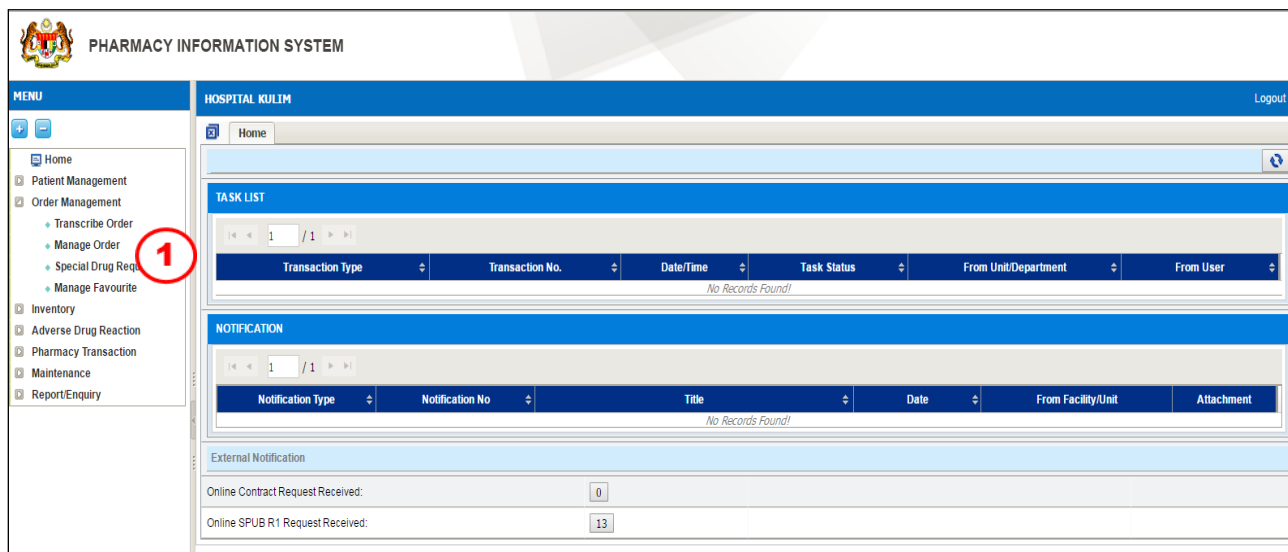 PHARMACY INFORMATION SYSTEM
MENU
HOSPITAL KULIM
Logout
Home
Home
Patient Management
Order Management
Transcribe Order
Manage Order
Special Drug
Manage Favourite
Inventory
Adverse Drug Reaction
Pharmacy Transaction
Maintenance
Report/Enquiry
1
TASK LIST
1 / 1
Transaction Type Transaction No. Date/Time Task Status From Unit/Department From User
No Records Found!
NOTIFICATION
1 / 1
Notification Type Notification No Title Date From Facility/Unit Attachment
No Records Found!
External Notification
Online Contract Request Received: 0
Online SPUB R1 Request Received: 13